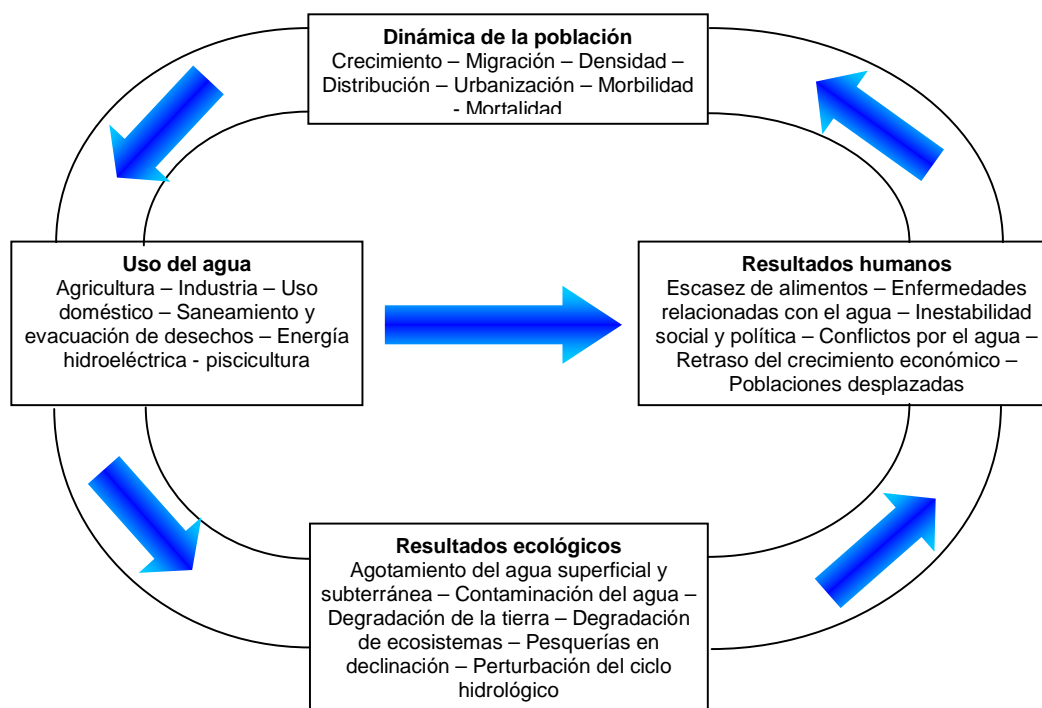 Dinámica de la población
Crecimiento – Migración – Densidad –
Distribución – Urbanización – Morbilidad
- Mortalidad
Uso del agua
Agricultura – Industria – Uso
doméstico – Saneamiento y
evacuación de desechos – Energía
hidroeléctrica - piscicultura
Resultados humanos
Escasez de alimentos – Enfermedades
relacionadas con el agua – Inestabilidad
social y política – Conflictos por el agua –
Retraso del crecimiento económico –
Poblaciones desplazadas
Resultados ecológicos
Agotamiento del agua superficial y
subterránea – Contaminación del agua –
Degradación de la tierra – Degradación
de ecosistemas – Pesquerías en
declinación – Perturbación del ciclo
hidrológico